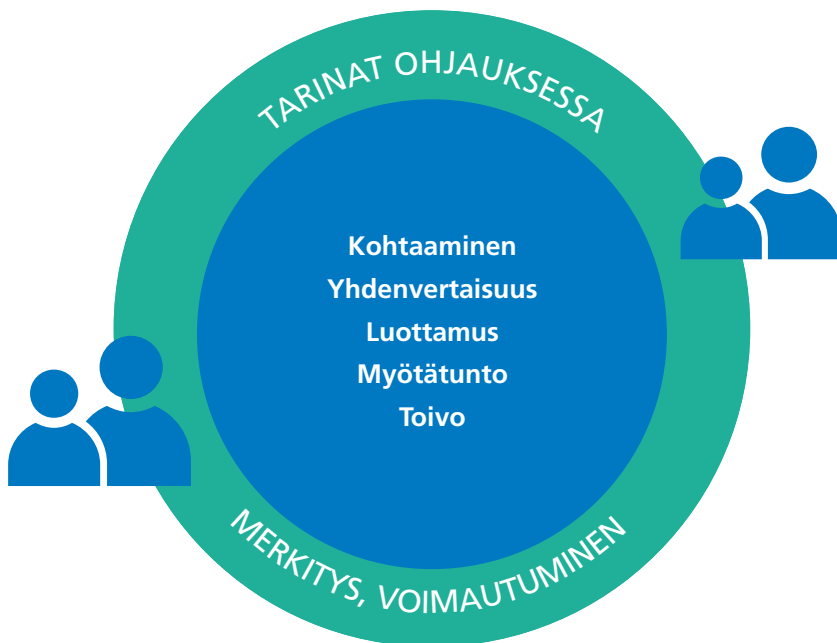 TARINAT OHJAUKSESSA
Kohtaaminen
Yhdenvertaisuus
Luottamus
Myötätunto
Toivo
MERKITYS, VOIMAUTUMINEN